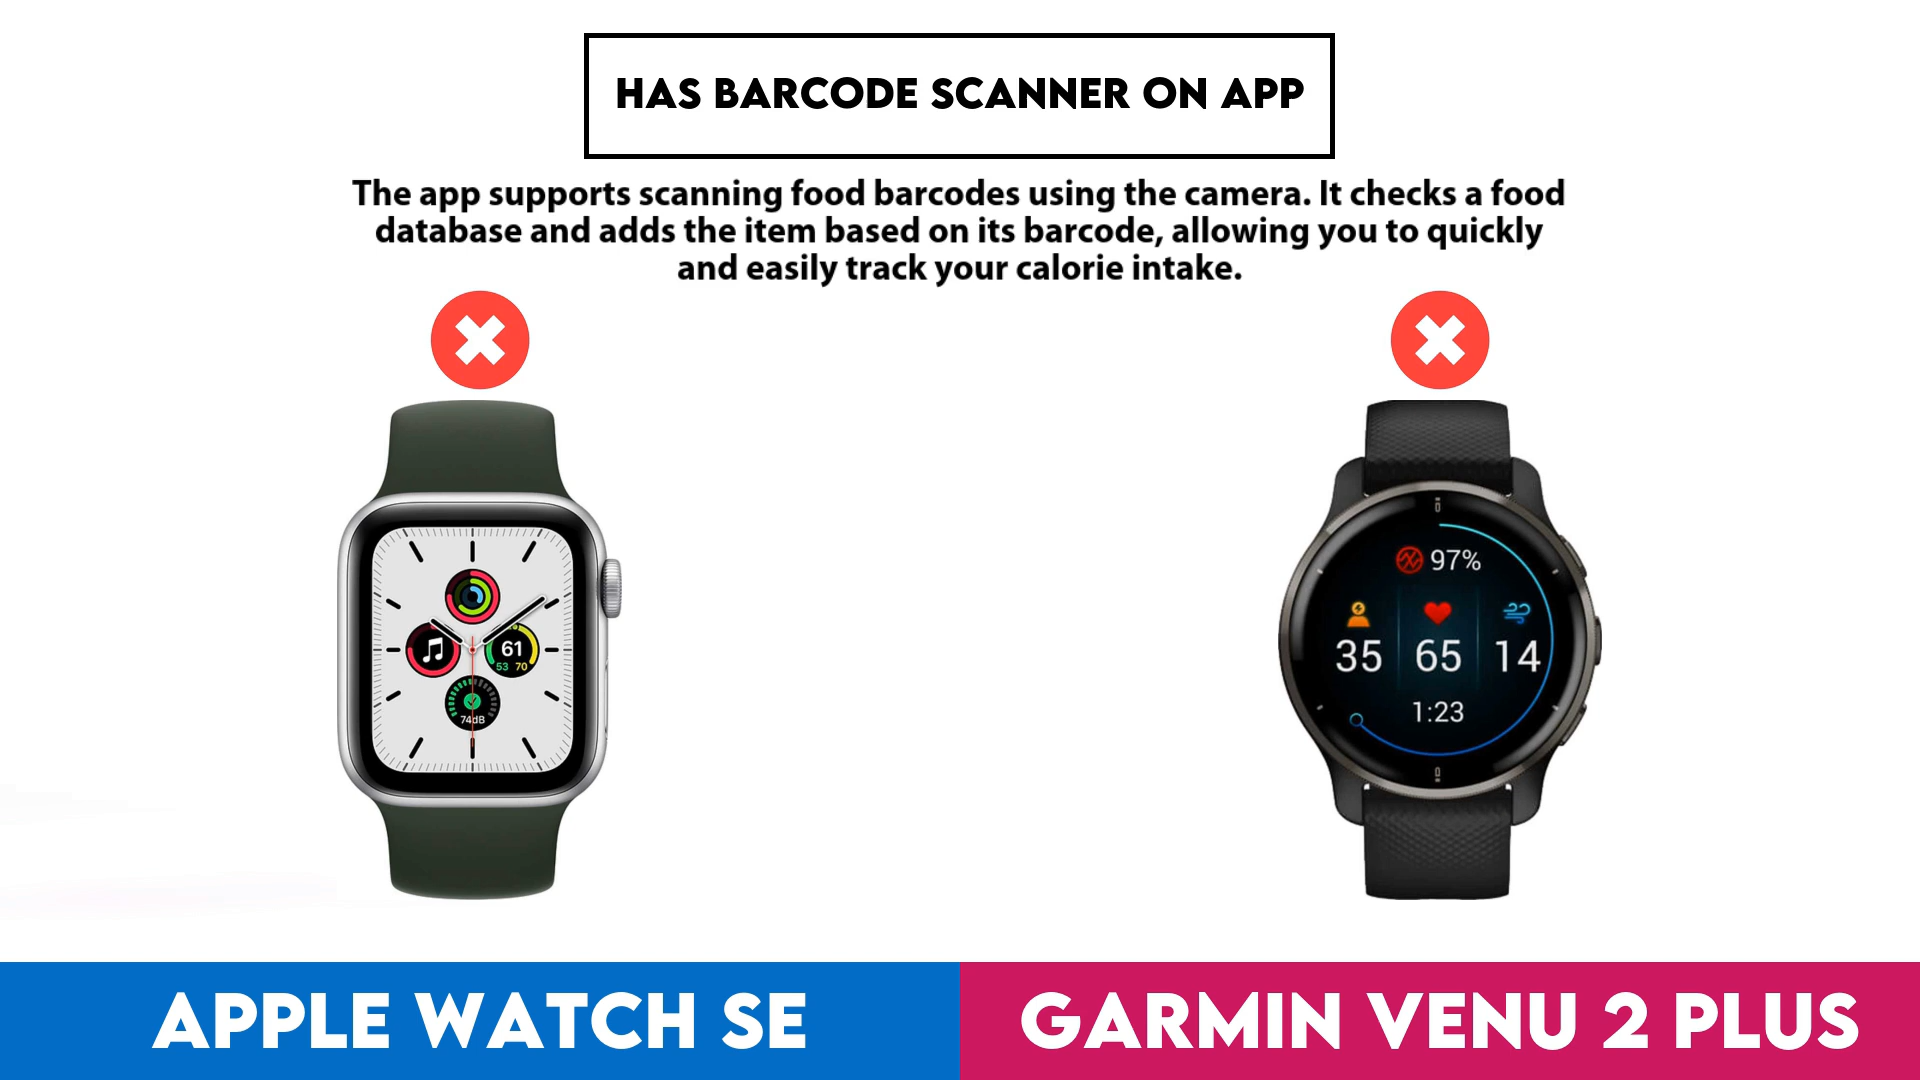 HAS BARCODE SCANNER ON APP
The app supports scanning food barcodes using the camera. It checks a food
database and adds the item based on its barcode, allowing you to quickly
and easily track your calorie intake.
61
53 70
74dB
97%
35 65 14
1:23
APPLE WATCH SE
GARMIN VENU 2 PLUS